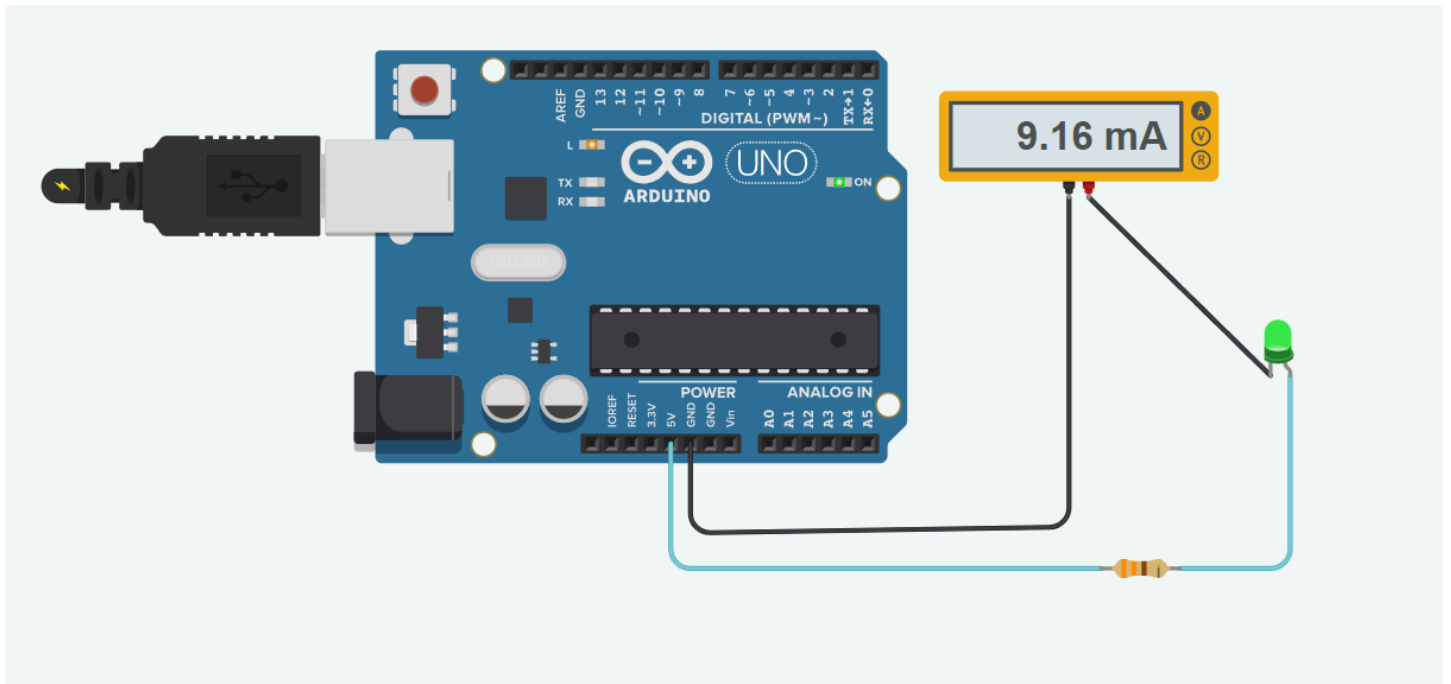 AREF
GND
13
12
~11
~10
~9
8
7
~6
~5
4
~3
2
TX→1
RX←0
DIGITAL (PWM~)
L
TX
RX
UNO
ARDUINO
ON
9.16 mA
A
V
R
POWER
ANALOG IN
IOREF
RESET
3.3V
5V
GND
GND
Vin
A0
A1
A2
A3
A4
A5